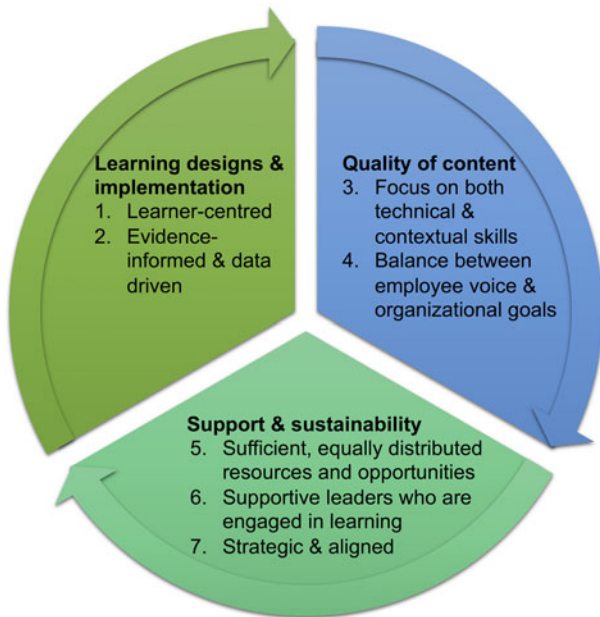 Learning designs &
implementation
1. Learner-centred
2. Evidence-
informed & data
driven
Quality of content
3. Focus on both
technical &
contextual skills
4. Balance between
employee voice &
organizational goals
Support & sustainability
5. Sufficient, equally distributed
resources and opportunities
6. Supportive leaders who are
engaged in learning
7. Strategic & aligned